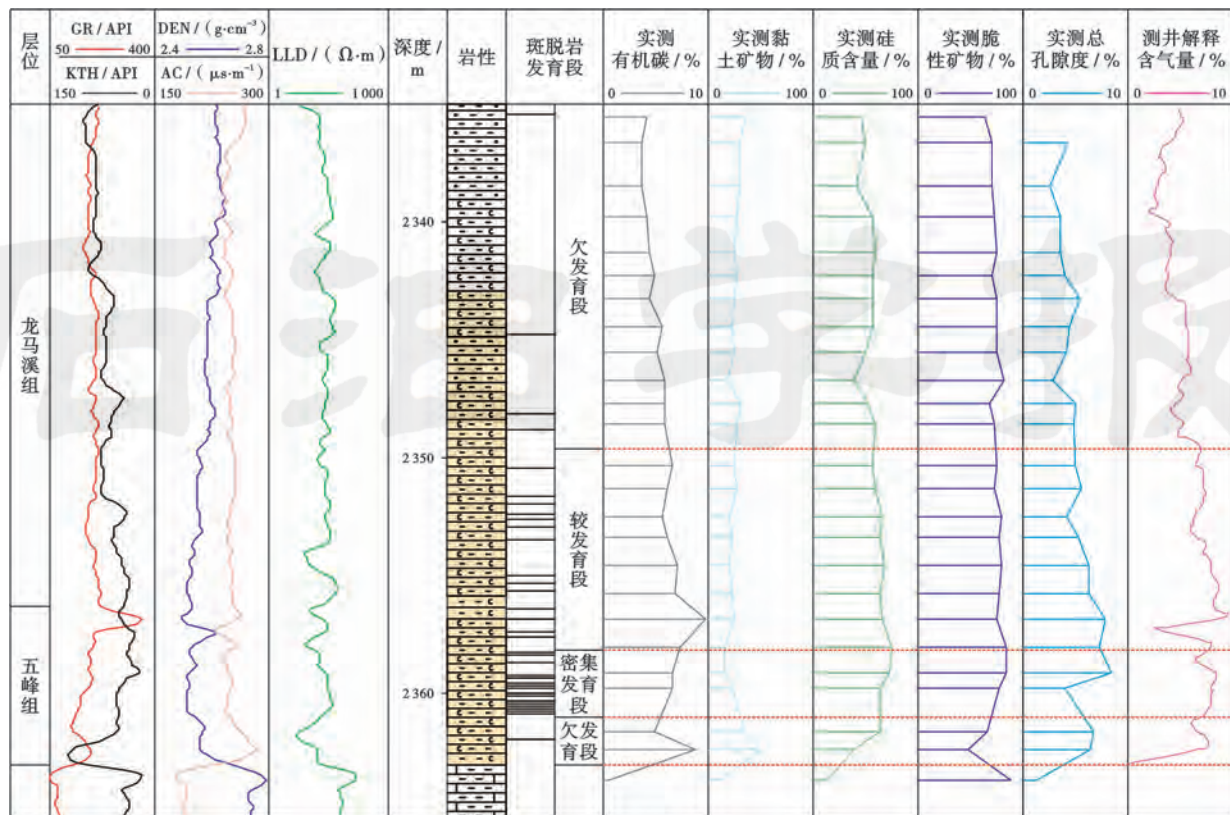 层位
GR / API
50 400
KTH / API
150 0
DEN / (g·cm⁻³)
2.4 2.8
AC / (μs·m⁻¹)
150 300
LLD / (Ω·m)
1 1 000
深度 /
m
岩性
斑脱岩
发育段
实测
有机碳 / %
0 10
实测黏
土矿物 / %
0 100
实测硅
质含量 / %
0 100
实测脆
性矿物 / %
0 100
实测总
孔隙度 / %
0 10
测井解释
含气量 / %
0 10
龙马溪组
五峰组
2 340
2 350
2 360
欠发育段
较发育段
密集
发育
段
欠发
育段
石油学报